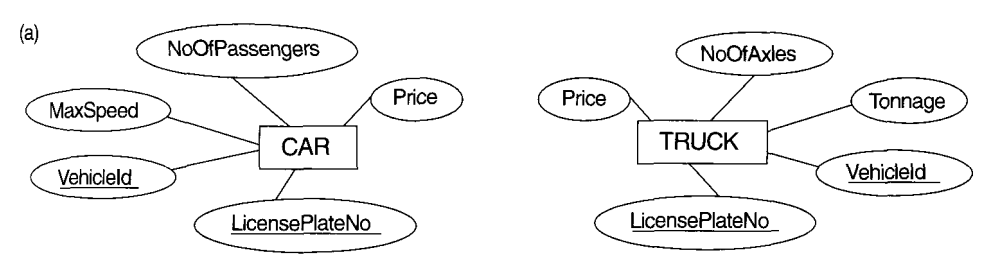 (a)
NoOfPassengers
Price
MaxSpeed
CAR
VehicleId
LicensePlateNo
NoOfAxles
Price
Tonnage
TRUCK
VehicleId
LicensePlateNo